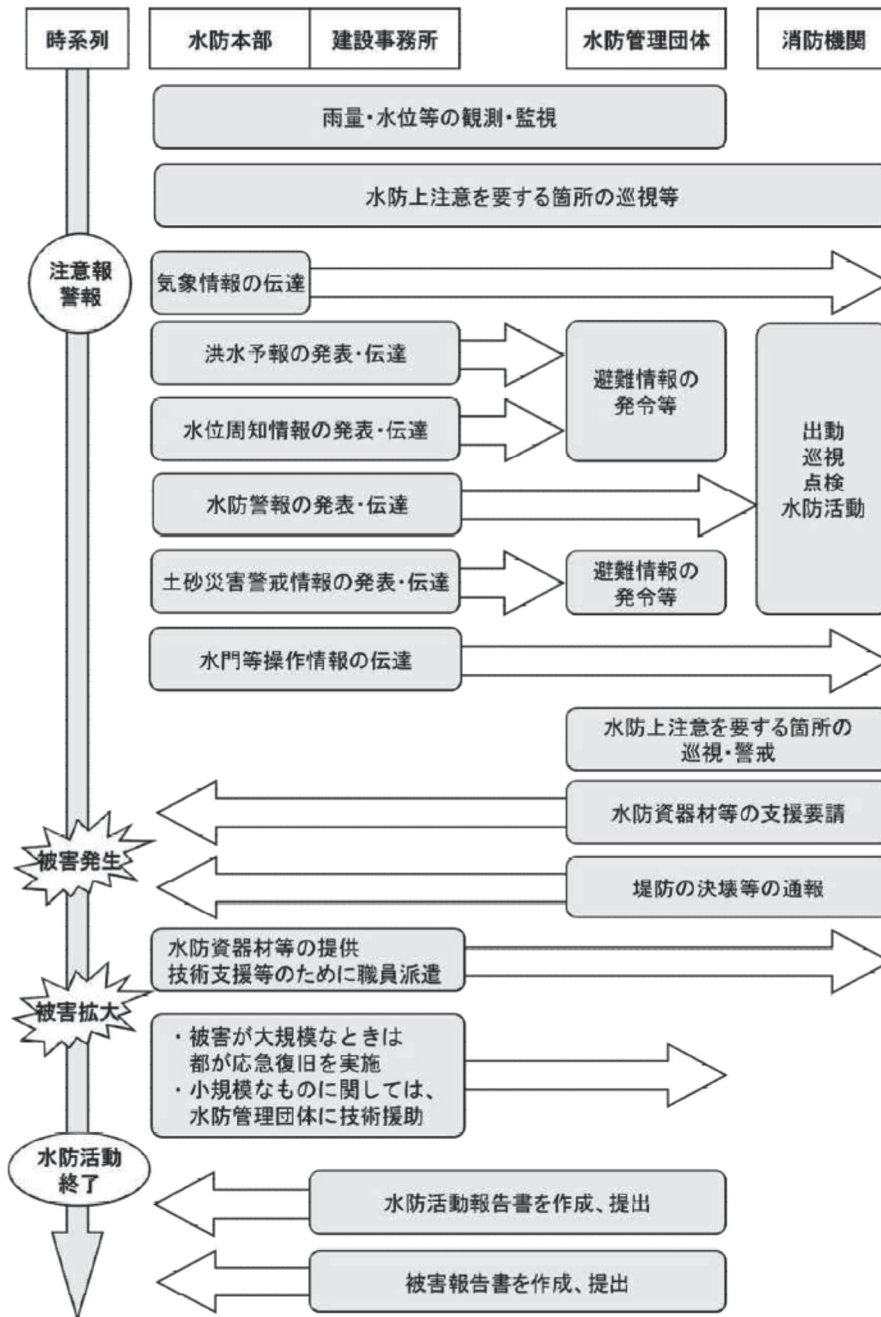 時系列
水防本部
建設事務所
水防管理団体
消防機関
雨量・水位等の観測・監視
水防上注意を要する箇所の巡視等
注意報
警報
気象情報の伝達
洪水予報の発表・伝達
避難情報の
発令等
水位周知情報の発表・伝達
出動
巡視
点検
水防活動
水防警報の発表・伝達
土砂災害警戒情報の発表・伝達
避難情報の
発令等
水門等操作情報の伝達
水防上注意を要する箇所の
巡視・警戒
水防資器材等の支援要請
被害発生
堤防の決壊等の通報
水防資器材等の提供
技術支援等のために職員派遣
被害拡大
・被害が大規模なときは
都が応急復旧を実施
・小規模なものに関しては、
水防管理団体に技術援助
水防活動
終了
水防活動報告書を作成、提出
被害報告書を作成、提出